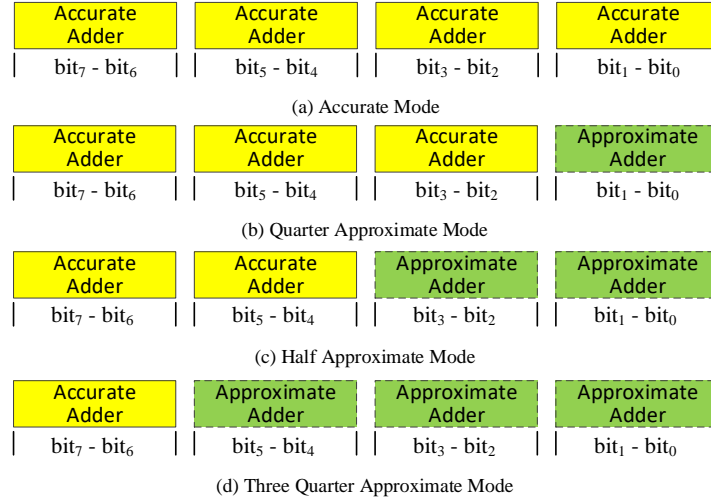 Accurate Adder Accurate Adder Accurate Adder Accurate Adder
bit₇ - bit₆ bit₅ - bit₄ bit₃ - bit₂ bit₁ - bit₀
(a) Accurate Mode
Accurate Adder Accurate Adder Accurate Adder Approximate Adder
bit₇ - bit₆ bit₅ - bit₄ bit₃ - bit₂ bit₁ - bit₀
(b) Quarter Approximate Mode
Accurate Adder Accurate Adder Approximate Adder Approximate Adder
bit₇ - bit₆ bit₅ - bit₄ bit₃ - bit₂ bit₁ - bit₀
(c) Half Approximate Mode
Accurate Adder Approximate Adder Approximate Adder Approximate Adder
bit₇ - bit₆ bit₅ - bit₄ bit₃ - bit₂ bit₁ - bit₀
(d) Three Quarter Approximate Mode